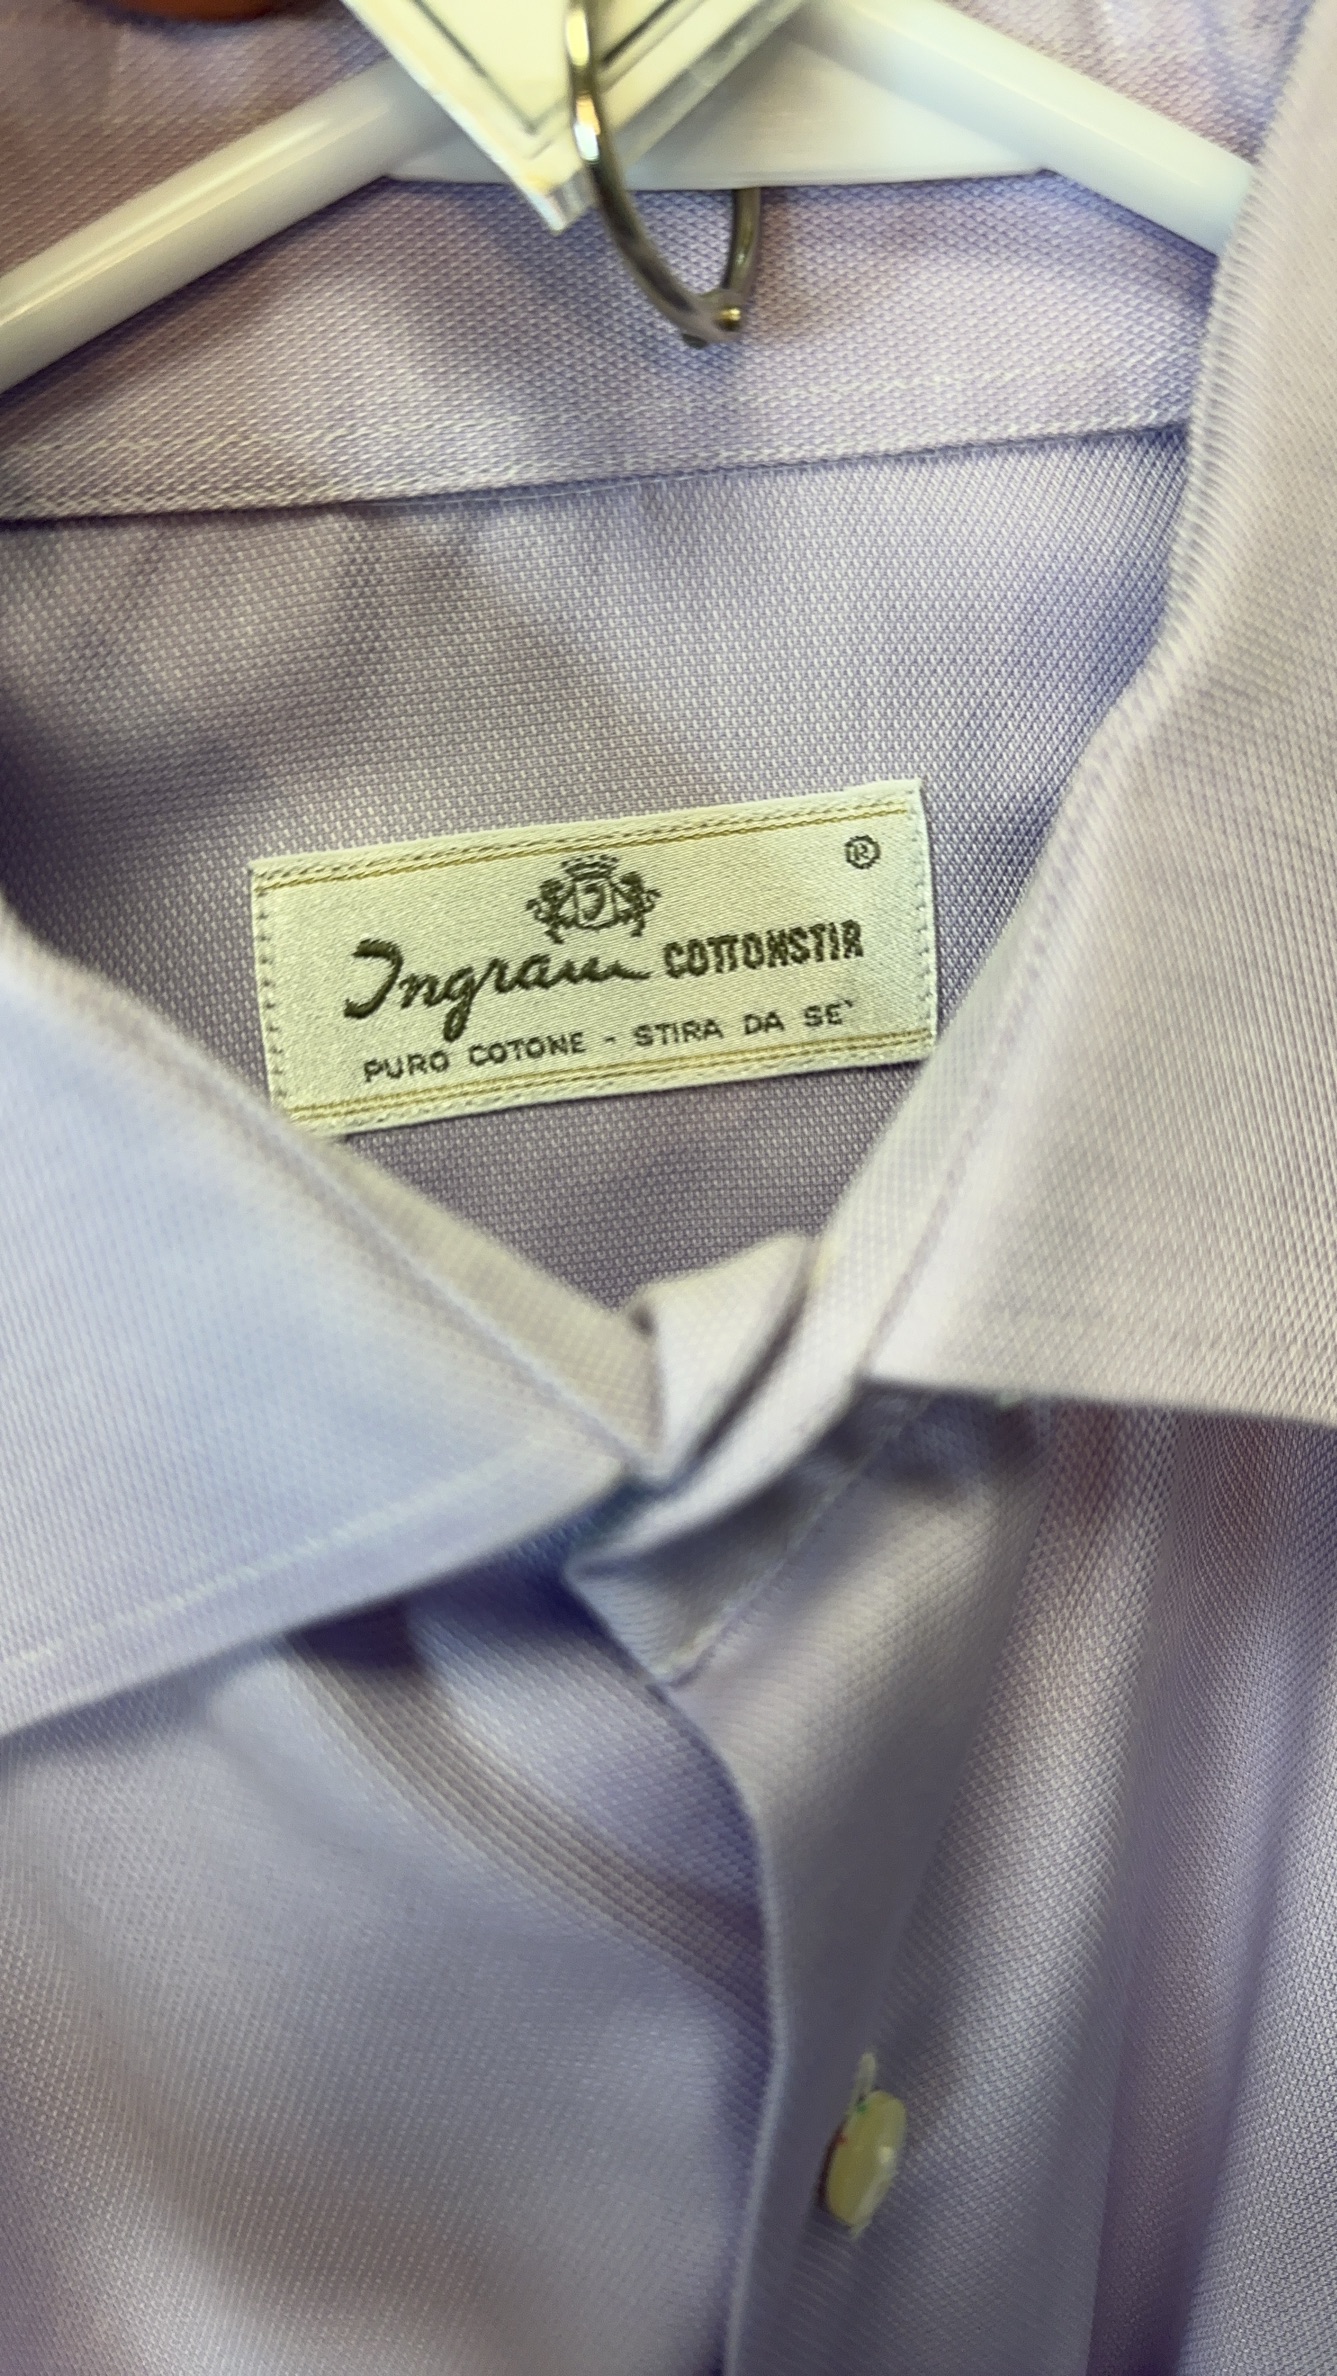 ®
Ingram COTTONSTIR
PURO COTONE - STIRA DA SE`